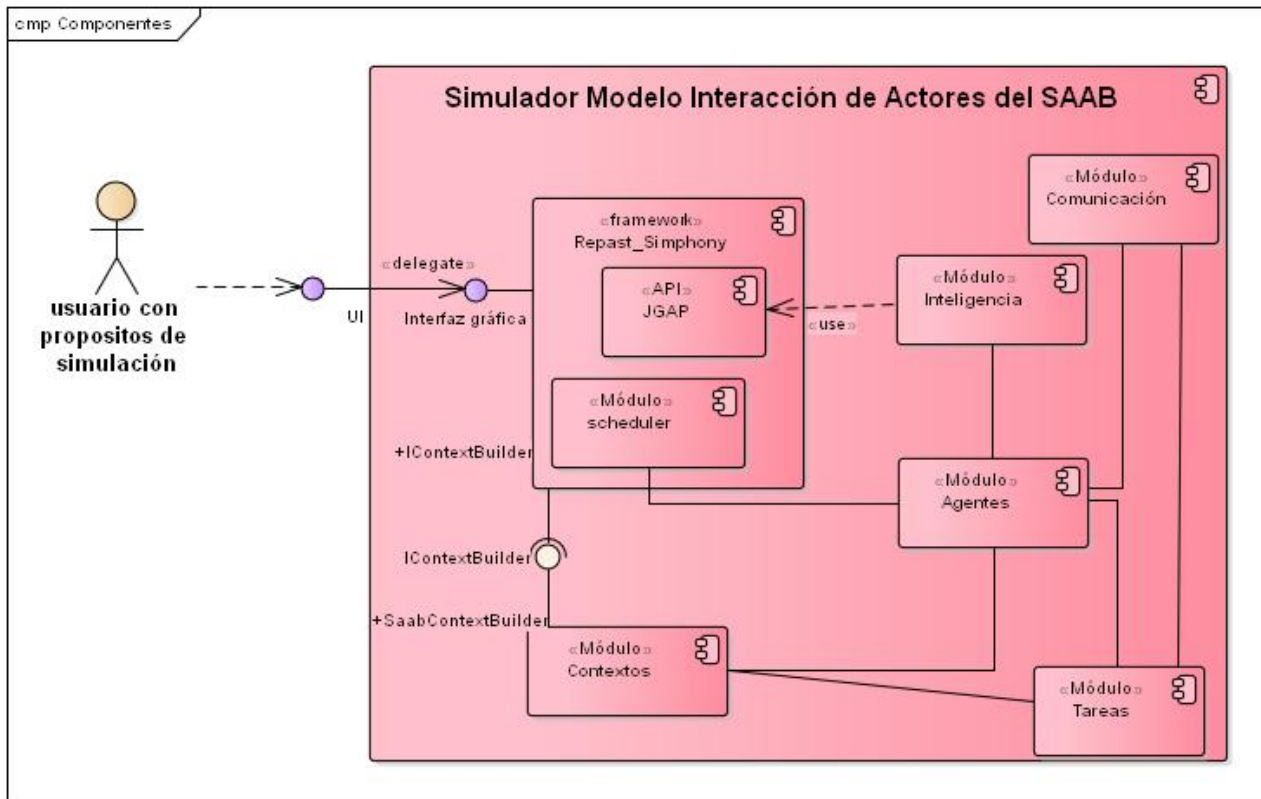 cmp Componentes
Simulador Modelo Interacción de Actores del SAAB
«Módulo»
Comunicación
«framework»
Repast_Simphony
«delegate»
«Módulo»
Inteligencia
«API»
JGAP
usuario con
propositos de
simulación
UI
Interfaz gráfica
«use»
«Módulo»
scheduler
+IContextBuilder
«Módulo»
Agentes
IContextBuilder
+SaabContextBuilder
«Módulo»
Contextos
«Módulo»
Tareas